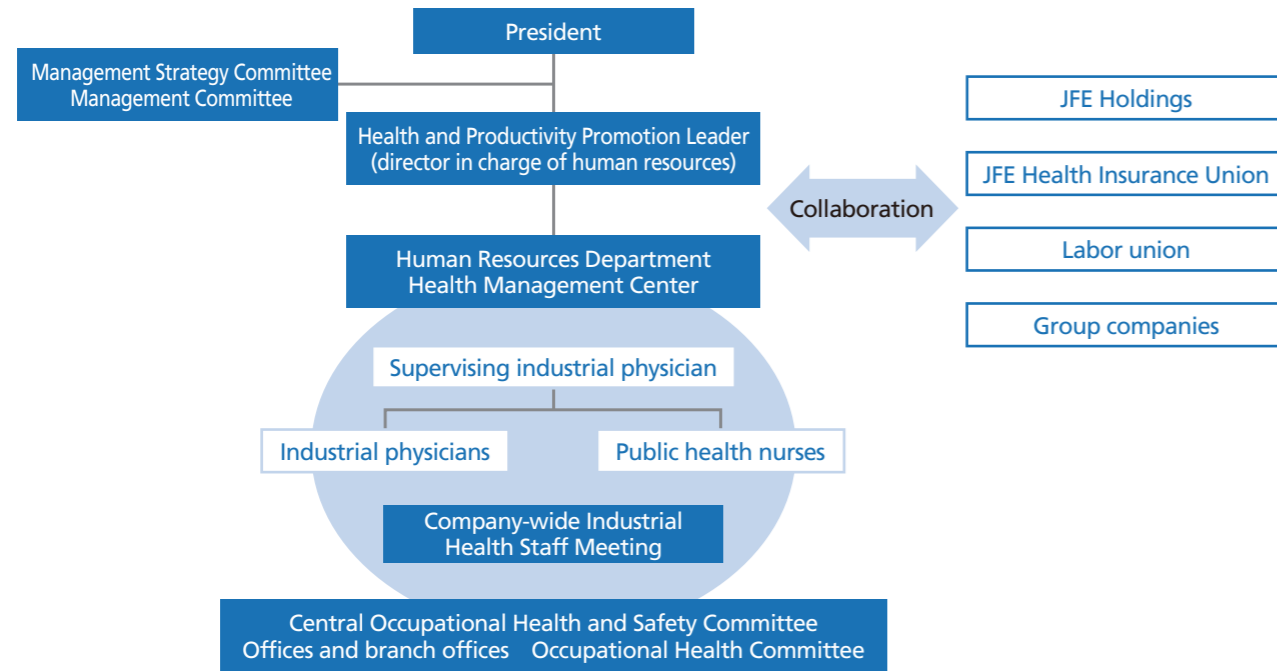 President
Management Strategy Committee
Management Committee
Health and Productivity Promotion Leader
(director in charge of human resources)
Human Resources Department
Health Management Center
Supervising industrial physician
Industrial physicians
Public health nurses
Company-wide Industrial
Health Staff Meeting
Central Occupational Health and Safety Committee
Offices and branch offices Occupational Health Committee
Collaboration
JFE Holdings
JFE Health Insurance Union
Labor union
Group companies